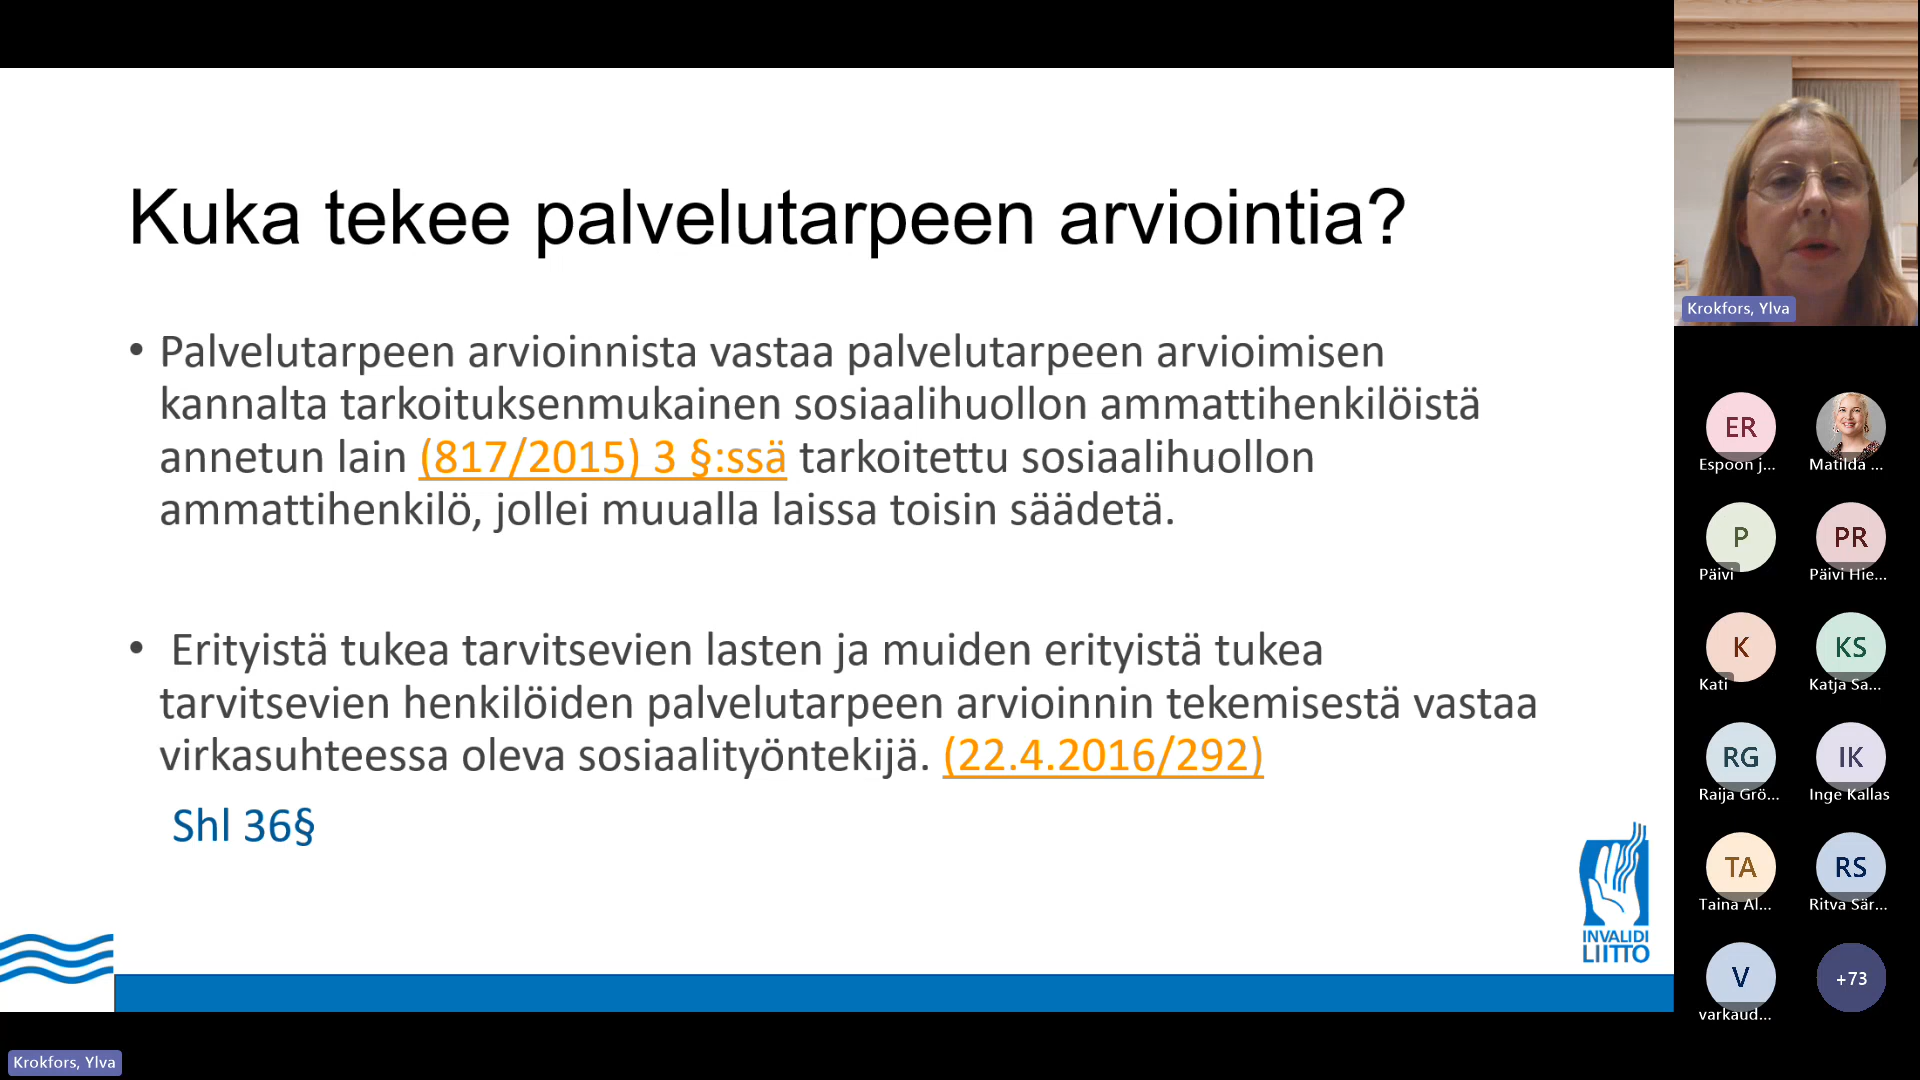 Kuka tekee palvelutarpeen arviointia?
• Palvelutarpeen arvioinnista vastaa palvelutarpeen arvioimisen
kannalta tarkoituksenmukainen sosiaalihuollon ammattihenkilöistä
annetun lain (817/2015) 3 §:ssä tarkoitettu sosiaalihuollon
ammattihenkilö, jollei muualla laissa toisin säädetä.
• Erityistä tukea tarvitsevien lasten ja muiden erityistä tukea
tarvitsevien henkilöiden palvelutarpeen arvioinnin tekemisestä vastaa
virkasuhteessa oleva sosiaalityöntekijä. (22.4.2016/292)
Shl 36§
INVALIDI
LIITTO
Krokfors, Ylva
Krokfors, Ylva
ER
Espoon j...
Matilda ...
P
Päivi
PR
Päivi Hie...
K
Kati
KS
Katja Sa...
RG
Raija Grö...
IK
Inge Kallas
TA
Taina Al...
RS
Ritva Sär...
V
varkaud...
+73